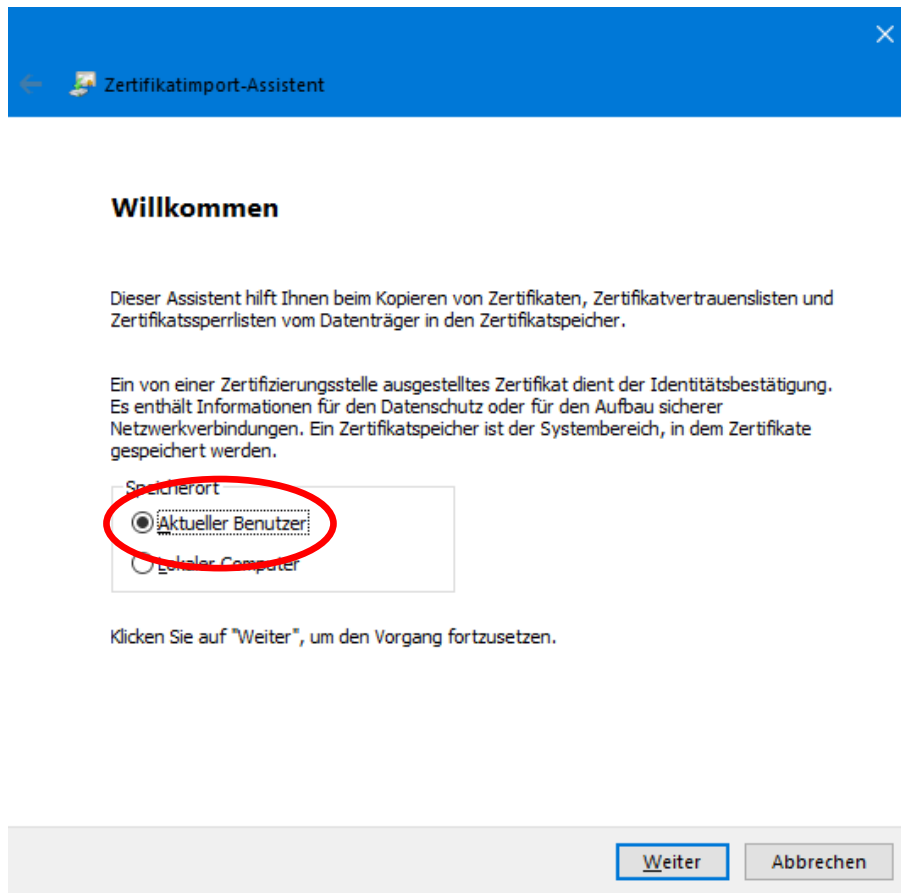 Zertifikatimport-Assistent
Willkommen
Dieser Assistent hilft Ihnen beim Kopieren von Zertifikaten, Zertifikatvertrauenslisten und
Zertifikatssperrlisten vom Datenträger in den Zertifikatspeicher.
Ein von einer Zertifizierungsstelle ausgestelltes Zertifikat dient der Identitätsbestätigung.
Es enthält Informationen für den Datenschutz oder für den Aufbau sicherer
Netzwerkverbindungen. Ein Zertifikatspeicher ist der Systembereich, in dem Zertifikate
gespeichert werden.
Speicherort
Aktueller Benutzer
Lokaler Computer
Klicken Sie auf "Weiter", um den Vorgang fortzusetzen.
Weiter Abbrechen